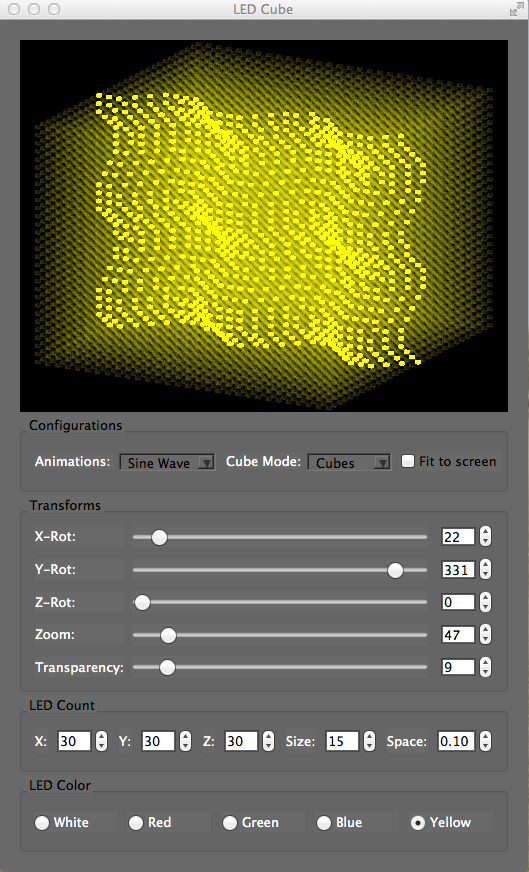 LED Cube
Configurations
Animations: Sine Wave Cube Mode: Cubes Fit to screen
Transforms
X-Rot: 22
Y-Rot: 331
Z-Rot: 0
Zoom: 47
Transparency: 9
LED Count
X: 30 Y: 30 Z: 30 Size: 15 Space: 0.10
LED Color
White Red Green Blue Yellow